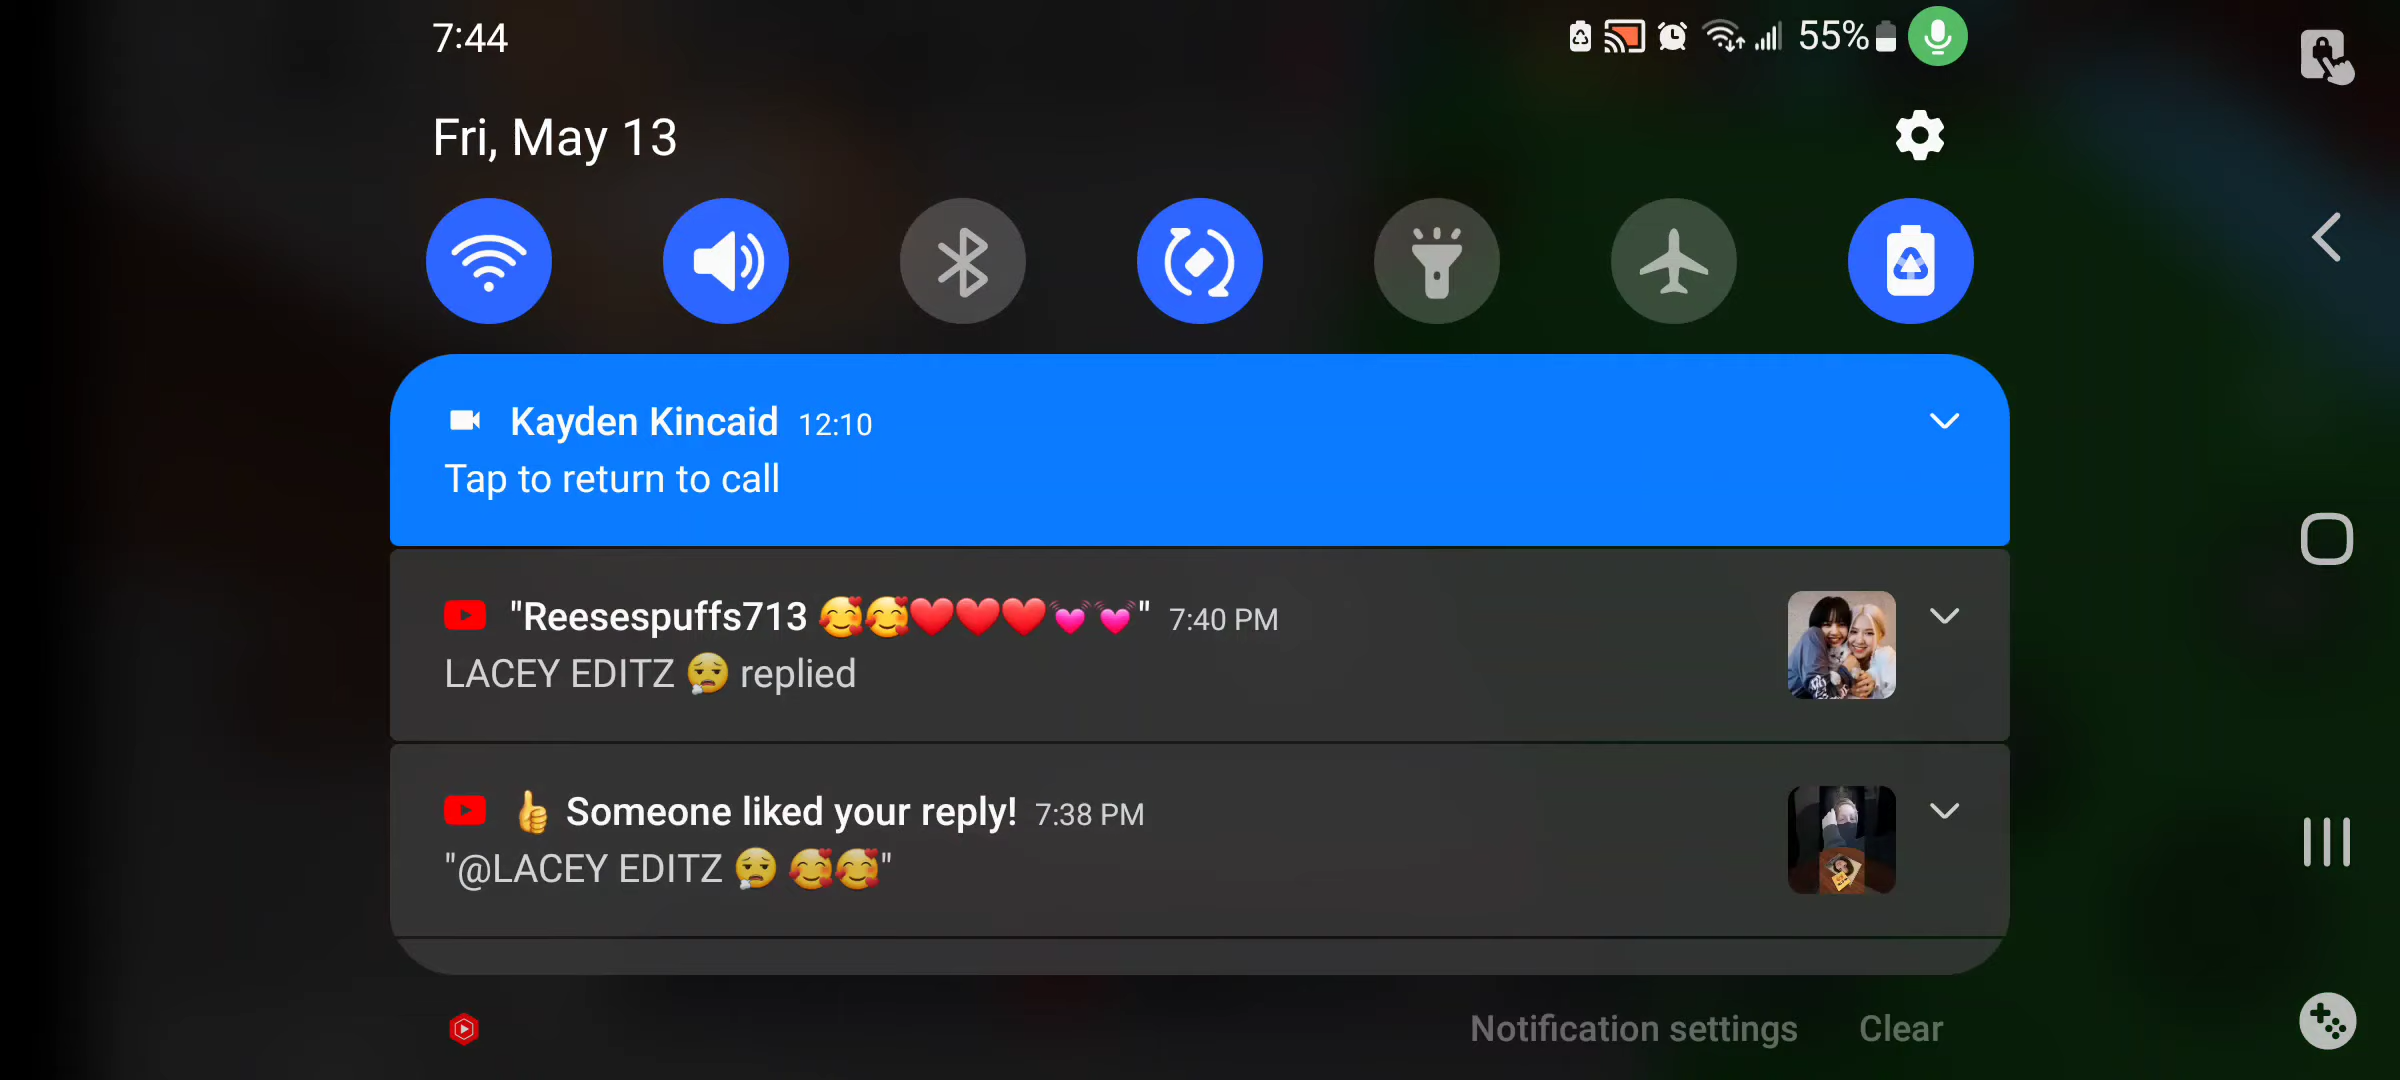 7:44
55%
Fri, May 13
Kayden Kincaid 12:10
Tap to return to call
"Reesespuffs713 🥰🥰❤️❤️❤️💓💓" 7:40 PM
LACEY EDITZ 😮‍💨 replied
👍 Someone liked your reply! 7:38 PM
"@LACEY EDITZ 😮‍💨 🥰🥰"
Notification settings Clear